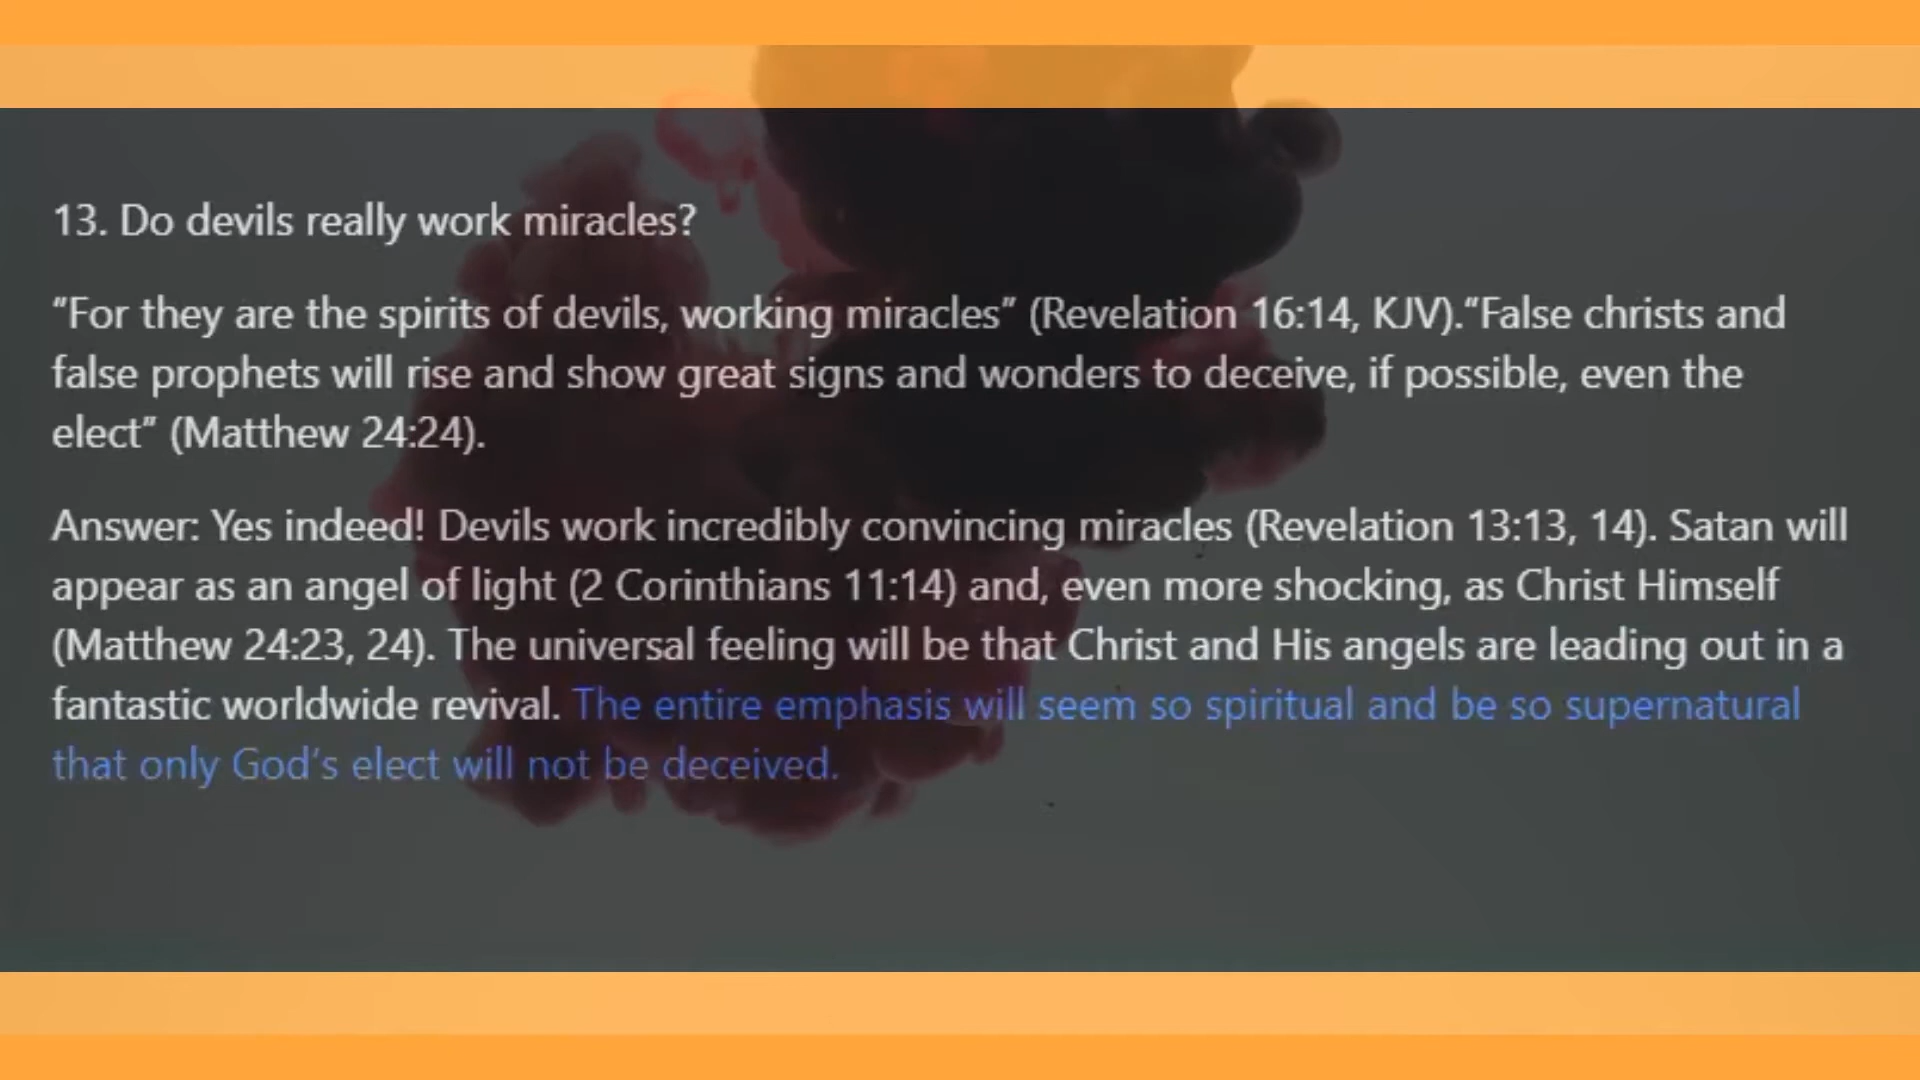 13. Do devils really work miracles?
“For they are the spirits of devils, working miracles” (Revelation 16:14, KJV).“False christs and
false prophets will rise and show great signs and wonders to deceive, if possible, even the
elect” (Matthew 24:24).
Answer: Yes indeed! Devils work incredibly convincing miracles (Revelation 13:13, 14). Satan will
appear as an angel of light (2 Corinthians 11:14) and, even more shocking, as Christ Himself
(Matthew 24:23, 24). The universal feeling will be that Christ and His angels are leading out in a
fantastic worldwide revival. The entire emphasis will seem so spiritual and be so supernatural
that only God’s elect will not be deceived.